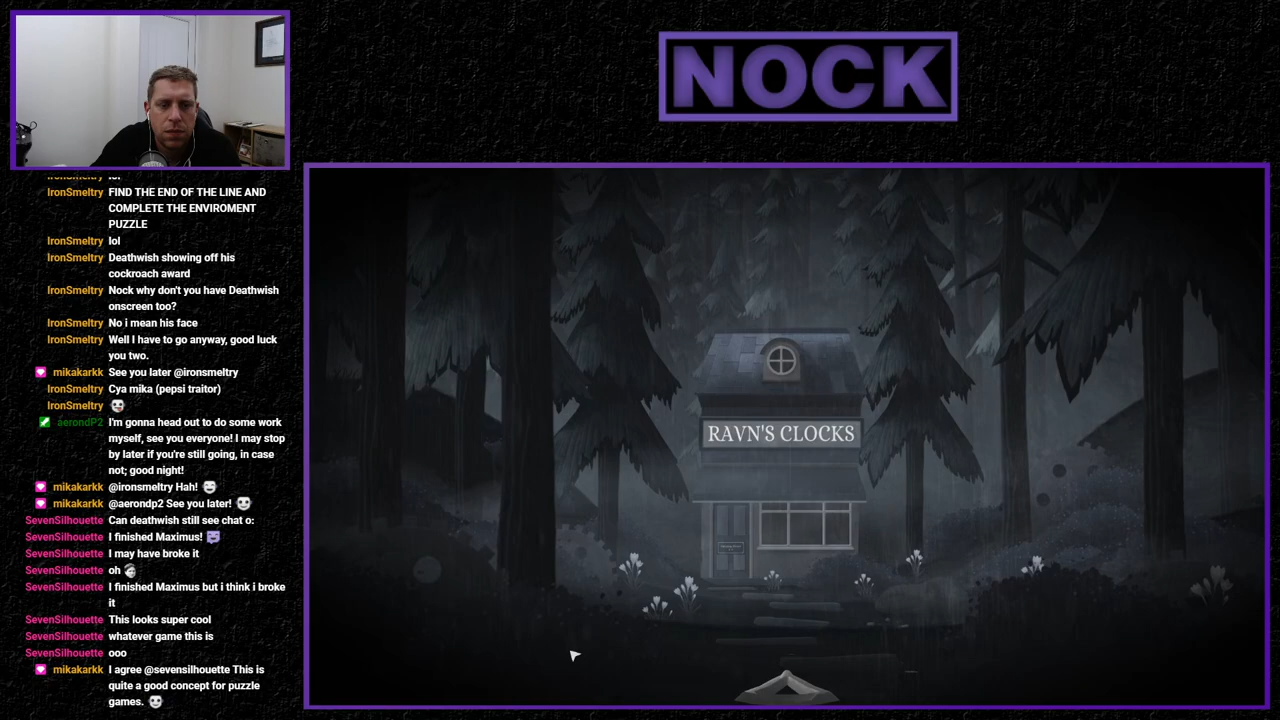 NOCK
IronSmeltry lol
IronSmeltry FIND THE END OF THE LINE AND
COMPLETE THE ENVIROMENT
PUZZLE
IronSmeltry lol
IronSmeltry Deathwish showing off his
cockroach award
IronSmeltry Nock why don't you have Deathwish
onscreen too?
IronSmeltry No i mean his face
IronSmeltry Well I have to go anyway, good luck
you two.
mikakarkk See you later @ironsmeltry
IronSmeltry Cya mika (pepsi traitor)
IronSmeltry
aerondP2 I'm gonna head out to do some work
myself, see you everyone! I may stop
by later if you're still going, in case
not; good night!
mikakarkk @ironsmeltry Hah!
mikakarkk @aerondp2 See you later!
SevenSilhouette Can deathwish still see chat o:
SevenSilhouette I finished Maximus!
SevenSilhouette I may have broke it
SevenSilhouette oh
SevenSilhouette I finished Maximus but i think i broke
it
SevenSilhouette This looks super cool
SevenSilhouette whatever game this is
SevenSilhouette ooo
mikakarkk I agree @sevensilhouette This is
quite a good concept for puzzle
games.
RAVN'S CLOCKS